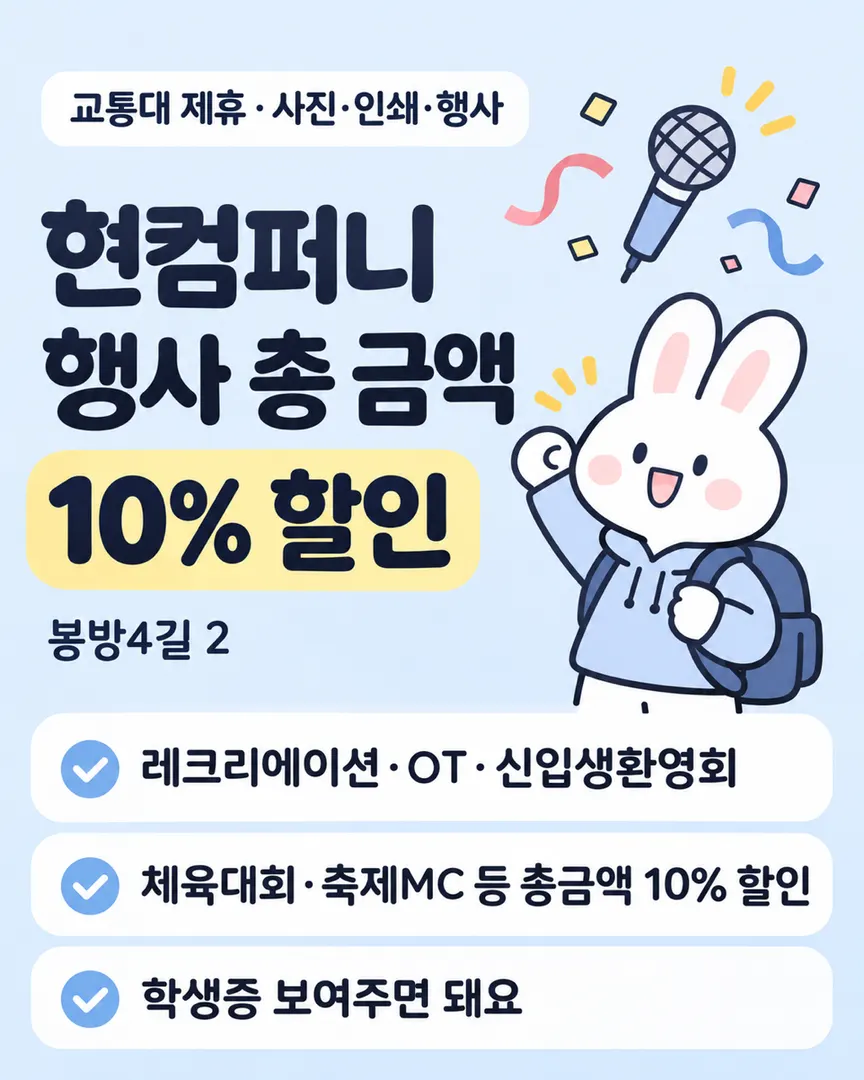 교통대 제휴 · 사진·인쇄·행사
현컴퍼니
행사 총 금액
10% 할인
봉방4길 2
레크리에이션·OT·신입생환영회
체육대회·축제MC 등 총금액 10% 할인
학생증 보여주면 돼요